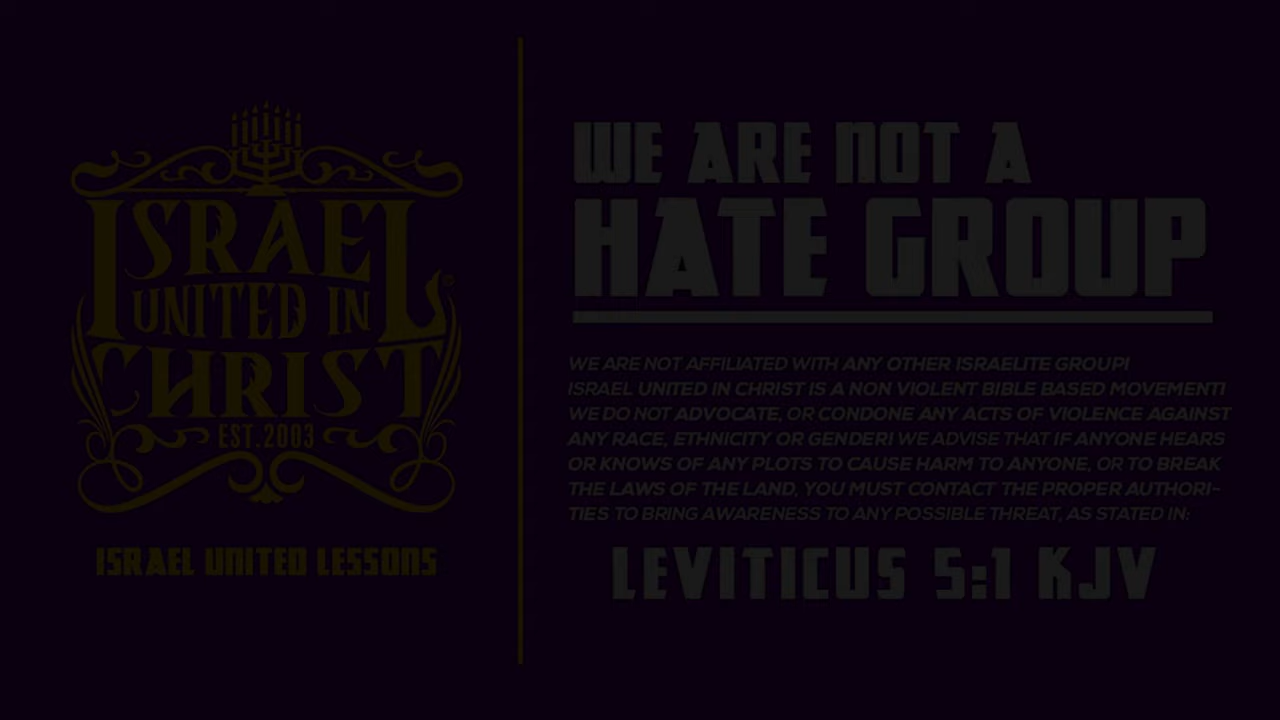 ISRAEL
UNITED IN
CHRIST
EST.2003
ISRAEL UNITED LESSONS
WE ARE NOT A
HATE GROUP
WE ARE NOT AFFILIATED WITH ANY OTHER ISRAELITE GROUP!
ISRAEL UNITED IN CHRIST IS A NON VIOLENT BIBLE BASED MOVEMENT!
WE DO NOT ADVOCATE, OR CONDONE ANY ACTS OF VIOLENCE AGAINST
ANY RACE, ETHNICITY OR GENDER! WE ADVISE THAT IF ANYONE HEARS
OR KNOWS OF ANY PLOTS TO CAUSE HARM TO ANYONE, OR TO BREAK
THE LAWS OF THE LAND, YOU MUST CONTACT THE PROPER AUTHORI-
TIES TO BRING AWARENESS TO ANY POSSIBLE THREAT, AS STATED IN:
LEVITICUS 5:1 KJV